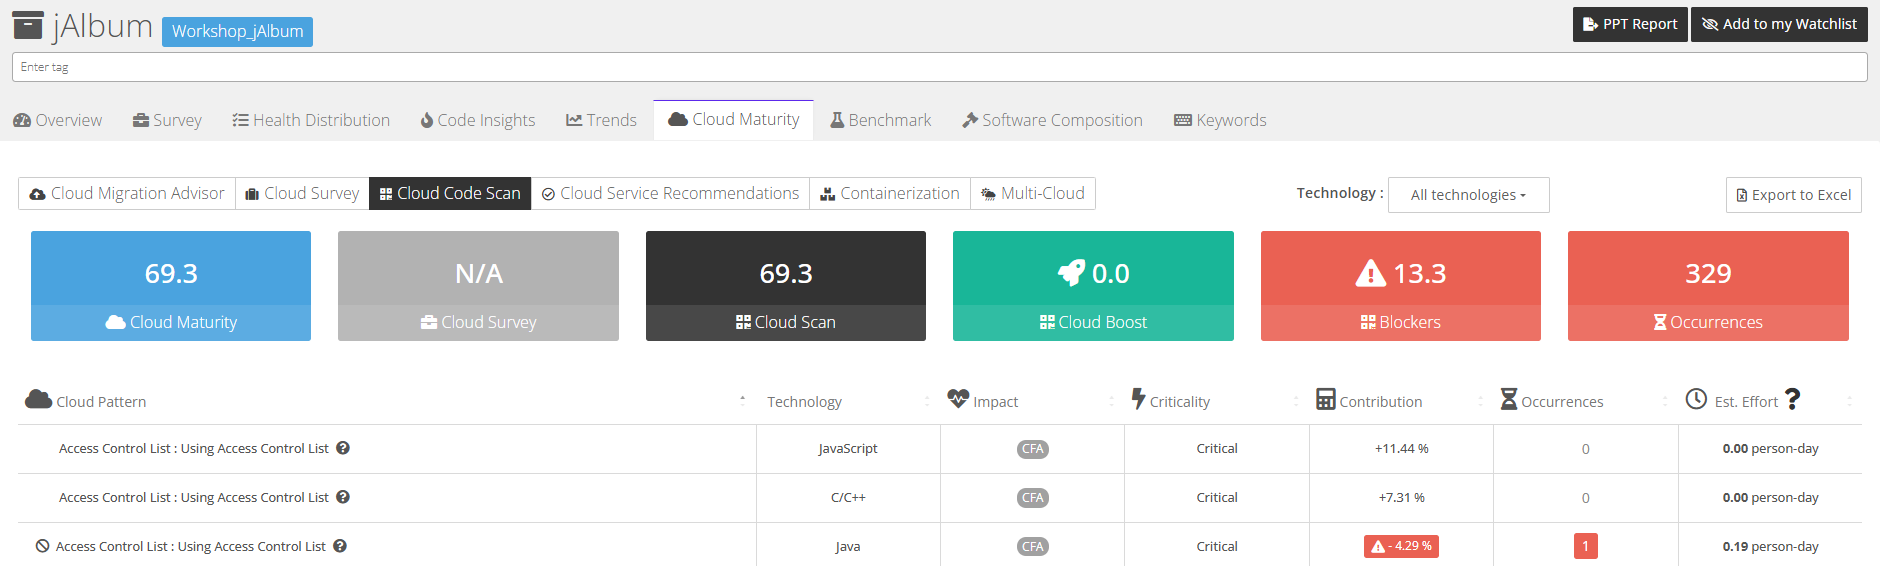 jAlbum Workshop_jAlbum
PPT Report Add to my Watchlist
Enter tag
Overview Survey Health Distribution Code Insights Trends Cloud Maturity Benchmark Software Composition Keywords
Cloud Migration Advisor Cloud Survey Cloud Code Scan Cloud Service Recommendations Containerization Multi-Cloud Technology : All technologies Export to Excel
69.3 N/A 69.3 0.0 13.3 329
Cloud Maturity Cloud Survey Cloud Scan Cloud Boost Blockers Occurrences
Cloud Pattern Technology Impact Criticality Contribution Occurrences Est. Effort ?
Access Control List : Using Access Control List ? JavaScript CFA Critical +11.44 % 0 0.00 person-day
Access Control List : Using Access Control List ? C/C++ CFA Critical +7.31 % 0 0.00 person-day
Access Control List : Using Access Control List ? Java CFA Critical - 4.29 % 1 0.19 person-day